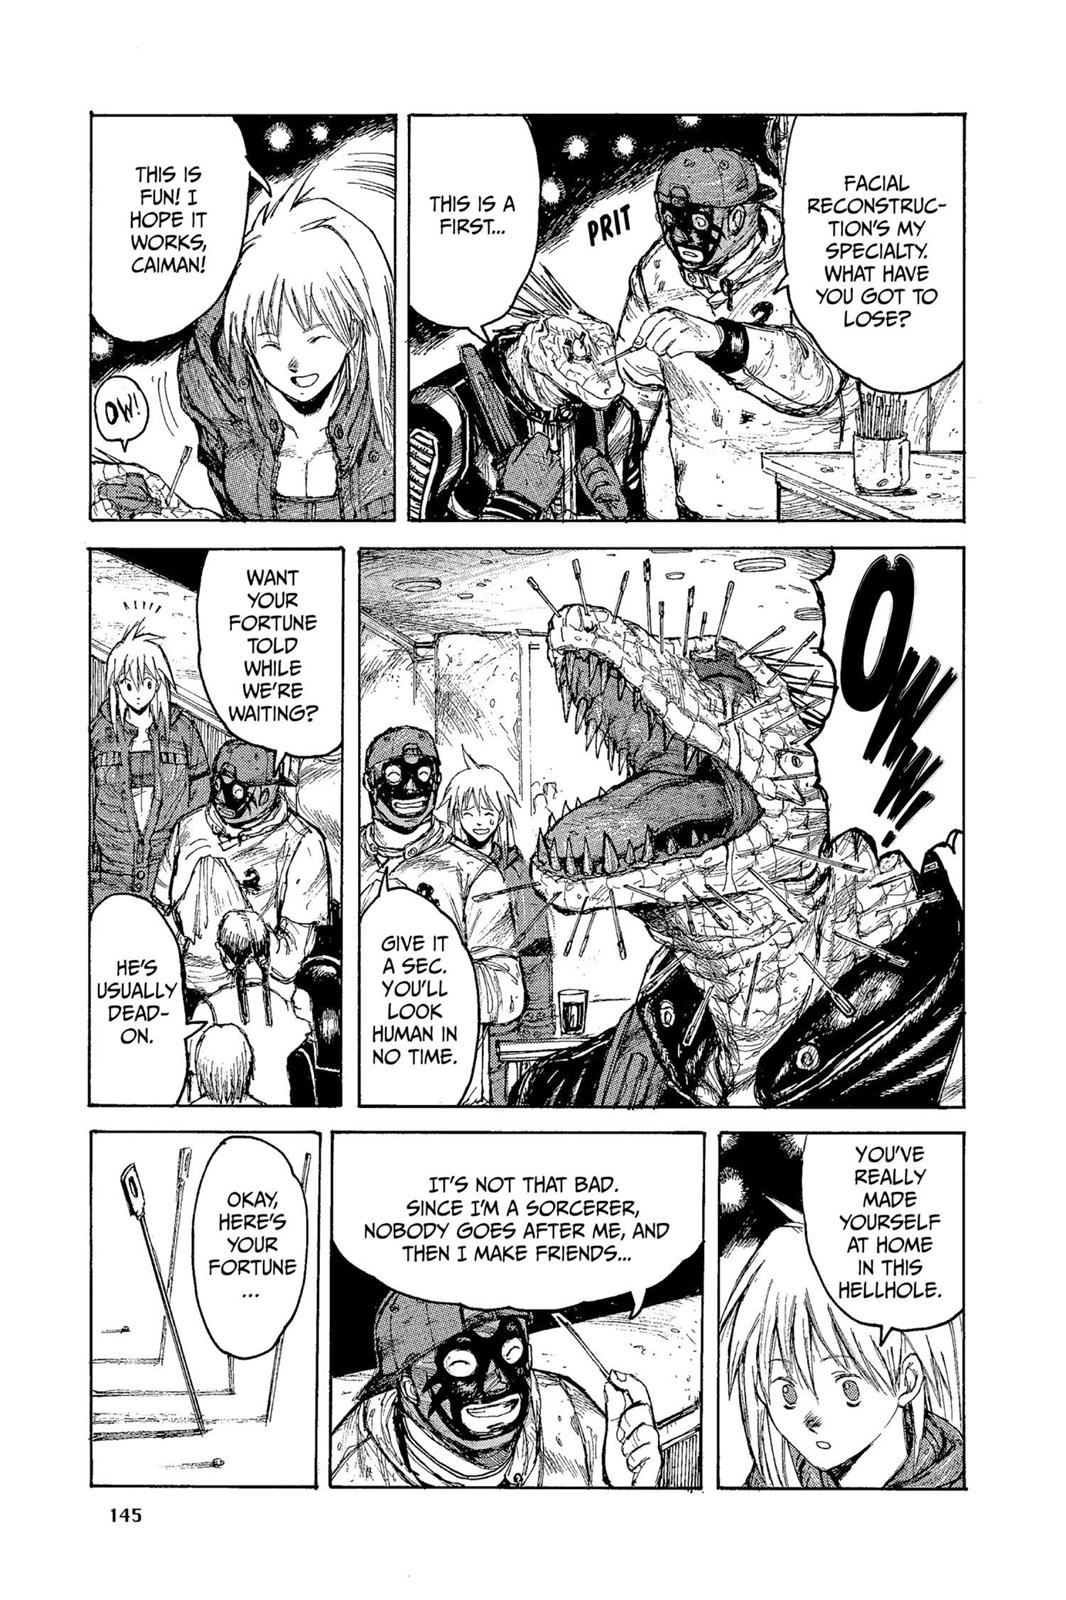 FACIAL
RECONSTRUC-
TION'S MY
SPECIALTY.
WHAT HAVE
YOU GOT TO
LOSE?
PRIT
THIS IS A
FIRST...
THIS IS
FUN! I
HOPE IT
WORKS,
CAIMAN!
OW!
OWW!
GIVE IT
A SEC.
YOU'LL
LOOK
HUMAN IN
NO TIME.
WANT
YOUR
FORTUNE
TOLD
WHILE
WE'RE
WAITING?
HE'S
USUALLY
DEAD-
ON.
YOU'VE
REALLY
MADE
YOURSELF
AT HOME
IN THIS
HELLHOLE.
IT'S NOT THAT BAD.
SINCE I'M A SORCERER,
NOBODY GOES AFTER ME, AND
THEN I MAKE FRIENDS...
OKAY,
HERE'S
YOUR
FORTUNE
...
145